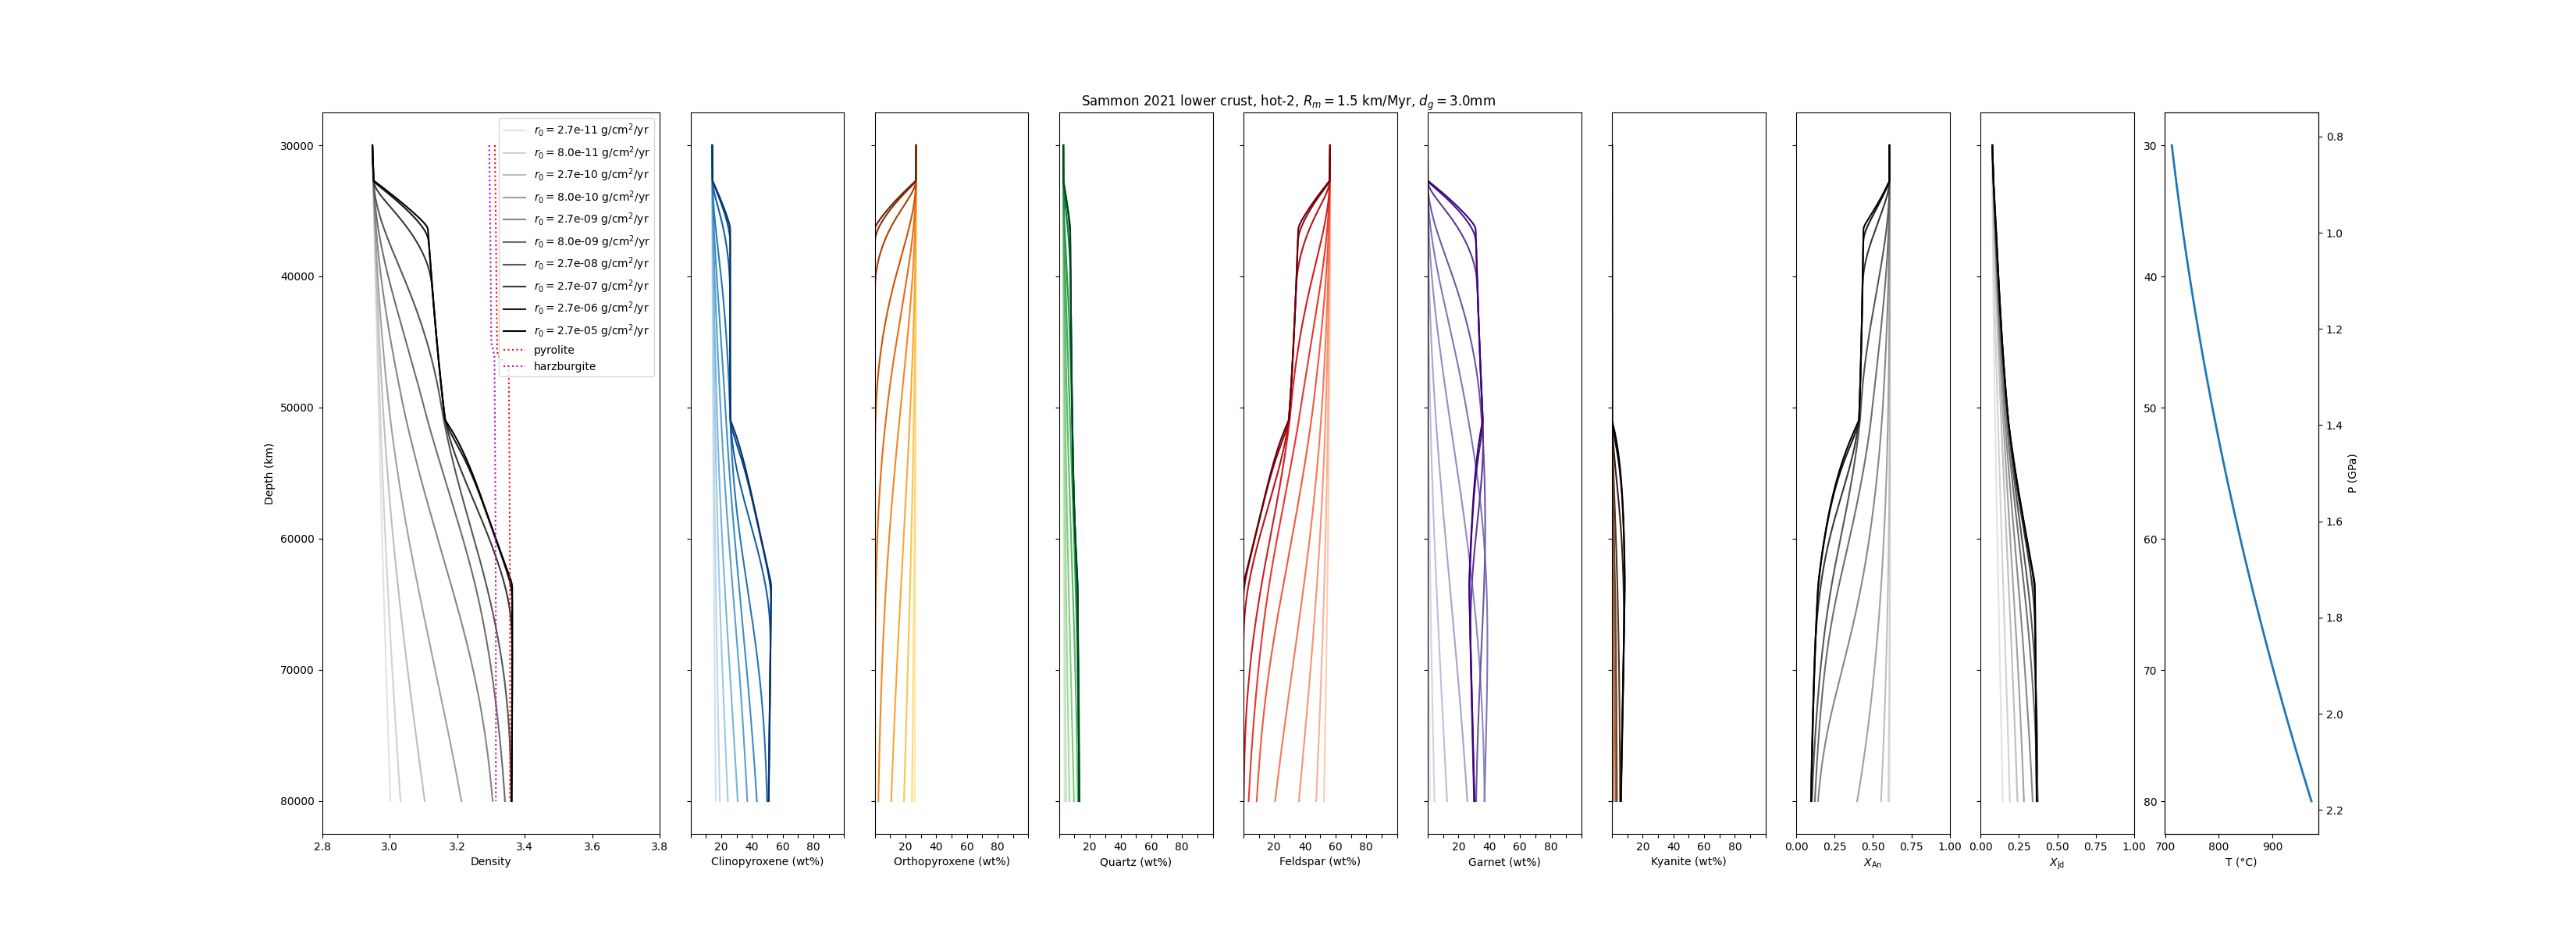 Sammon 2021 lower crust, hot-2, R_m = 1.5 km/Myr, d_g = 3.0mm
r_0 = 2.7e-11 g/cm²/yr
r_0 = 8.0e-11 g/cm²/yr
r_0 = 2.7e-10 g/cm²/yr
r_0 = 8.0e-10 g/cm²/yr
r_0 = 2.7e-09 g/cm²/yr
r_0 = 8.0e-09 g/cm²/yr
r_0 = 2.7e-08 g/cm²/yr
r_0 = 2.7e-07 g/cm²/yr
r_0 = 2.7e-06 g/cm²/yr
r_0 = 2.7e-05 g/cm²/yr
pyrolite
harzburgite
Depth (km)
30000
40000
50000
60000
70000
80000
2.8 3.0 3.2 3.4 3.6 3.8
Density
20 40 60 80
Clinopyroxene (wt%)
20 40 60 80
Orthopyroxene (wt%)
20 40 60 80
Quartz (wt%)
20 40 60 80
Feldspar (wt%)
20 40 60 80
Garnet (wt%)
20 40 60 80
Kyanite (wt%)
0.00 0.25 0.50 0.75 1.00
X_An
0.00 0.25 0.50 0.75 1.00
X_Jd
30
40
50
60
70
80
700 800 900
T (°C)
0.8
1.0
1.2
1.4
1.6
1.8
2.0
2.2
P (GPa)